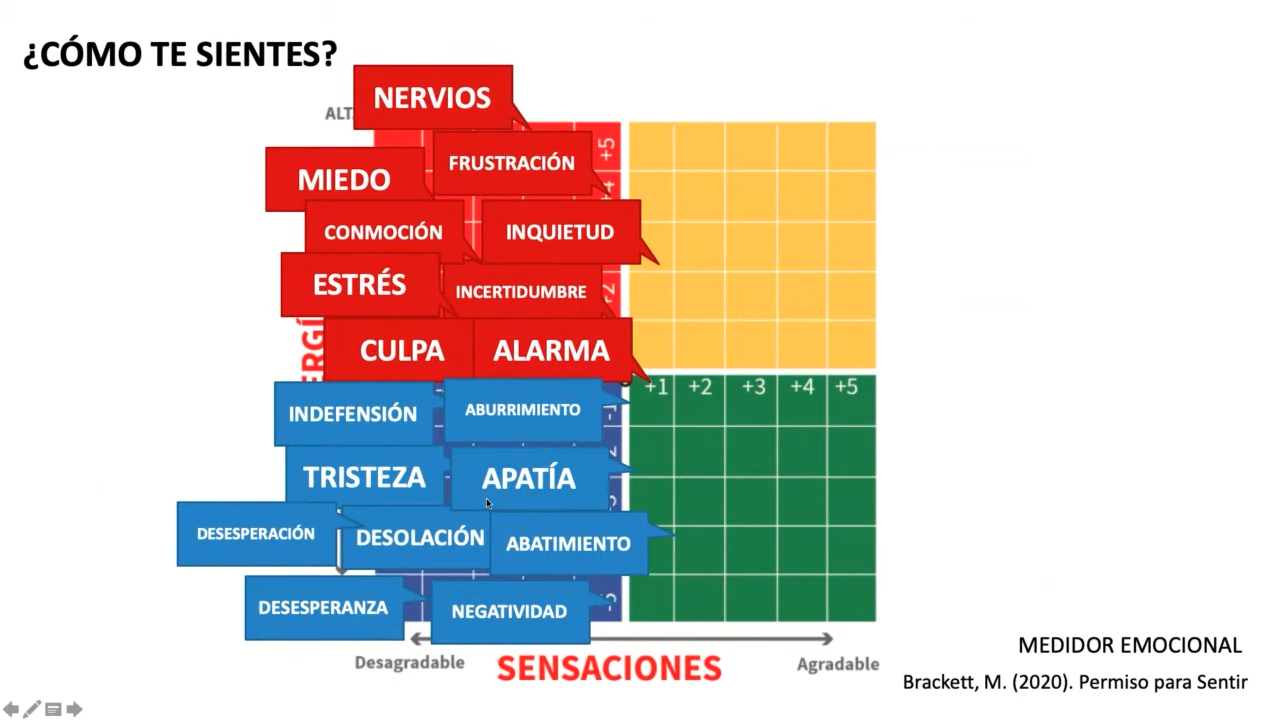 ¿CÓMO TE SIENTES?
NERVIOS
ALT
FRUSTRACIÓN
+5
MIEDO
CONMOCIÓN
INQUIETUD
ESTRÉS
INCERTIDUMBRE
CULPA
ALARMA
+1 +2 +3 +4 +5
INDEFENSIÓN
ABURRIMIENTO
TRISTEZA
APATÍA
DESESPERACIÓN
DESOLACIÓN
ABATIMIENTO
DESESPERANZA
NEGATIVIDAD
Desagradable
SENSACIONES
Agradable
MEDIDOR EMOCIONAL
Brackett, M. (2020). Permiso para Sentir